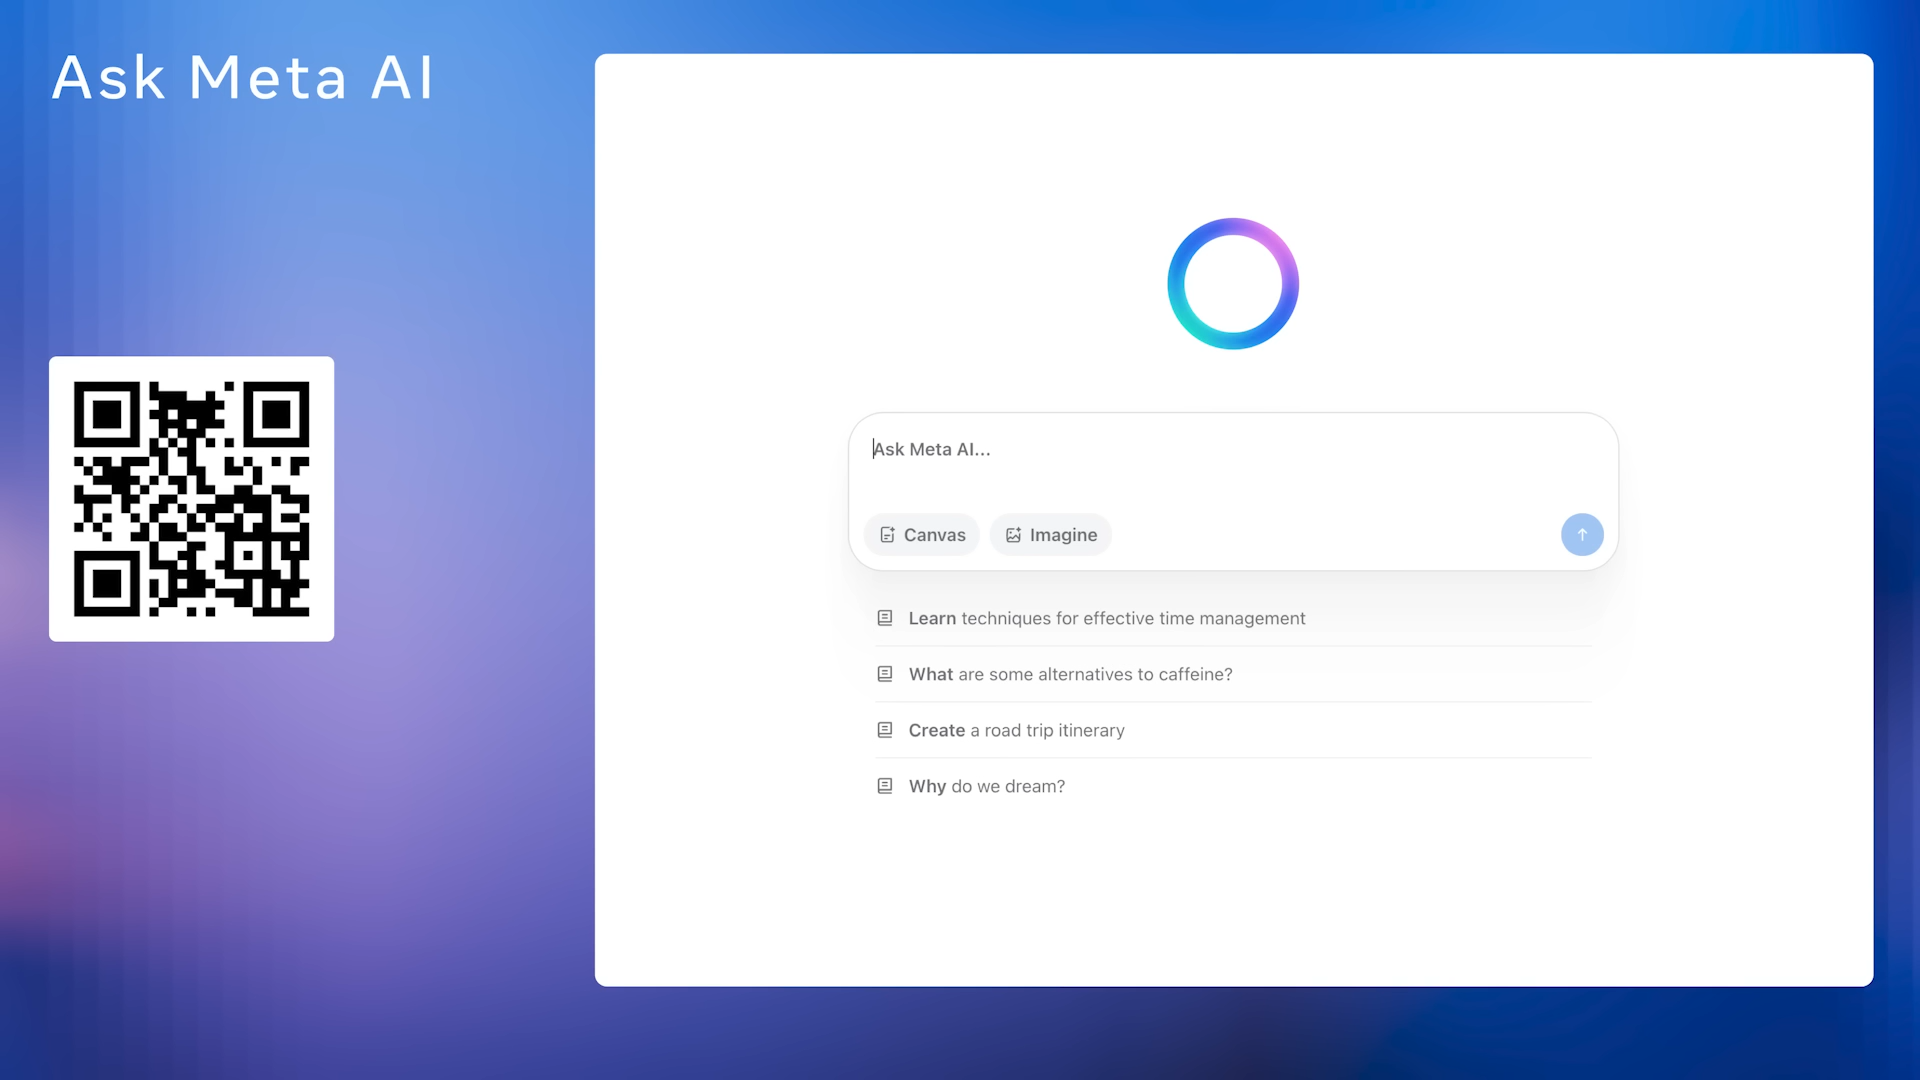 Ask Meta AI
Ask Meta AI...
Canvas
Imagine
Learn techniques for effective time management
What are some alternatives to caffeine?
Create a road trip itinerary
Why do we dream?